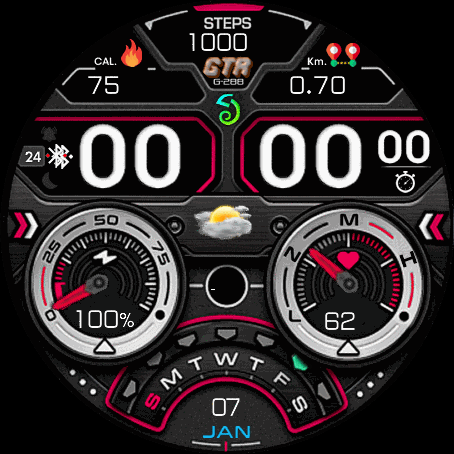 STEPS
1000
CAL.
75
GTR
G-288
Km.
0.70
24
00
00
00
0 25 50 75
100%
L N M H
62
-
S M T W T F S
07
JAN